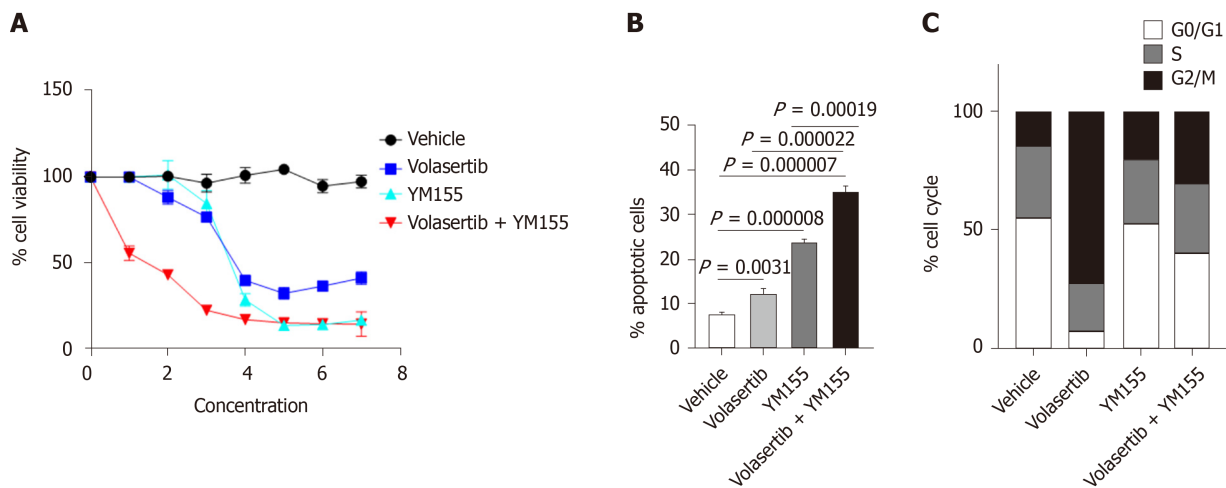 A
% cell viability
150
100
50
0
0
2
4
6
8
Concentration
Vehicle
Volasertib
YM155
Volasertib + YM155
B
% apoptotic cells
50
40
30
20
10
0
P = 0.00019
P = 0.000022
P = 0.000007
P = 0.000008
P = 0.0031
Vehicle
Volasertib
YM155
Volasertib + YM155
C
G0/G1
S
G2/M
% cell cycle
100
50
0
Vehicle
Volasertib
YM155
Volasertib + YM155